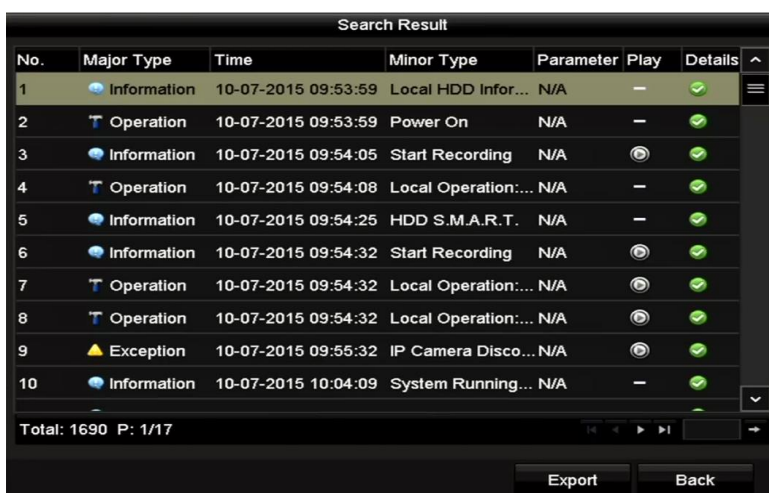 Search Result
No. Major Type Time Minor Type Parameter Play Details
1 Information 10-07-2015 09:53:59 Local HDD Infor... N/A –
2 Operation 10-07-2015 09:53:59 Power On N/A –
3 Information 10-07-2015 09:54:05 Start Recording N/A
4 Operation 10-07-2015 09:54:08 Local Operation:... N/A –
5 Information 10-07-2015 09:54:25 HDD S.M.A.R.T. N/A –
6 Information 10-07-2015 09:54:32 Start Recording N/A
7 Operation 10-07-2015 09:54:32 Local Operation:... N/A
8 Operation 10-07-2015 09:54:32 Local Operation:... N/A
9 Exception 10-07-2015 09:55:32 IP Camera Disco... N/A
10 Information 10-07-2015 10:04:09 System Running... N/A –
Total: 1690 P: 1/17
Export Back